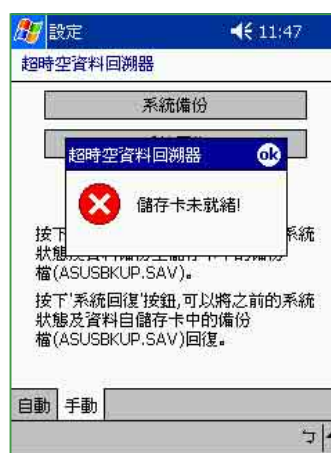 設定 11:47
超時空資料回溯器
系統備份
超時空資料回溯器 ok
儲存卡未就緒!
按下 系統
檔(ASUSBKUP.SAV)。
按下'系統回復'按鈕,可以將之前的系統
狀態及資料自儲存卡中的備份
檔(ASUSBKUP.SAV)回復。
自動 手動
ㄅ